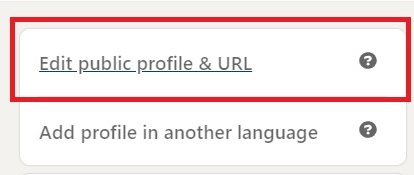 Edit public profile & URL
Add profile in another language